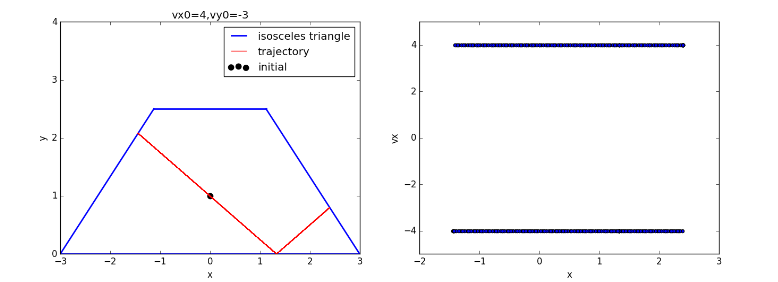 vx0=4,vy0=-3
isosceles triangle
trajectory
initial
y
4
3
2
1
0
−3 −2 −1 0 1 2 3
x
vx
4
2
0
−2
−4
−2 −1 0 1 2 3
x